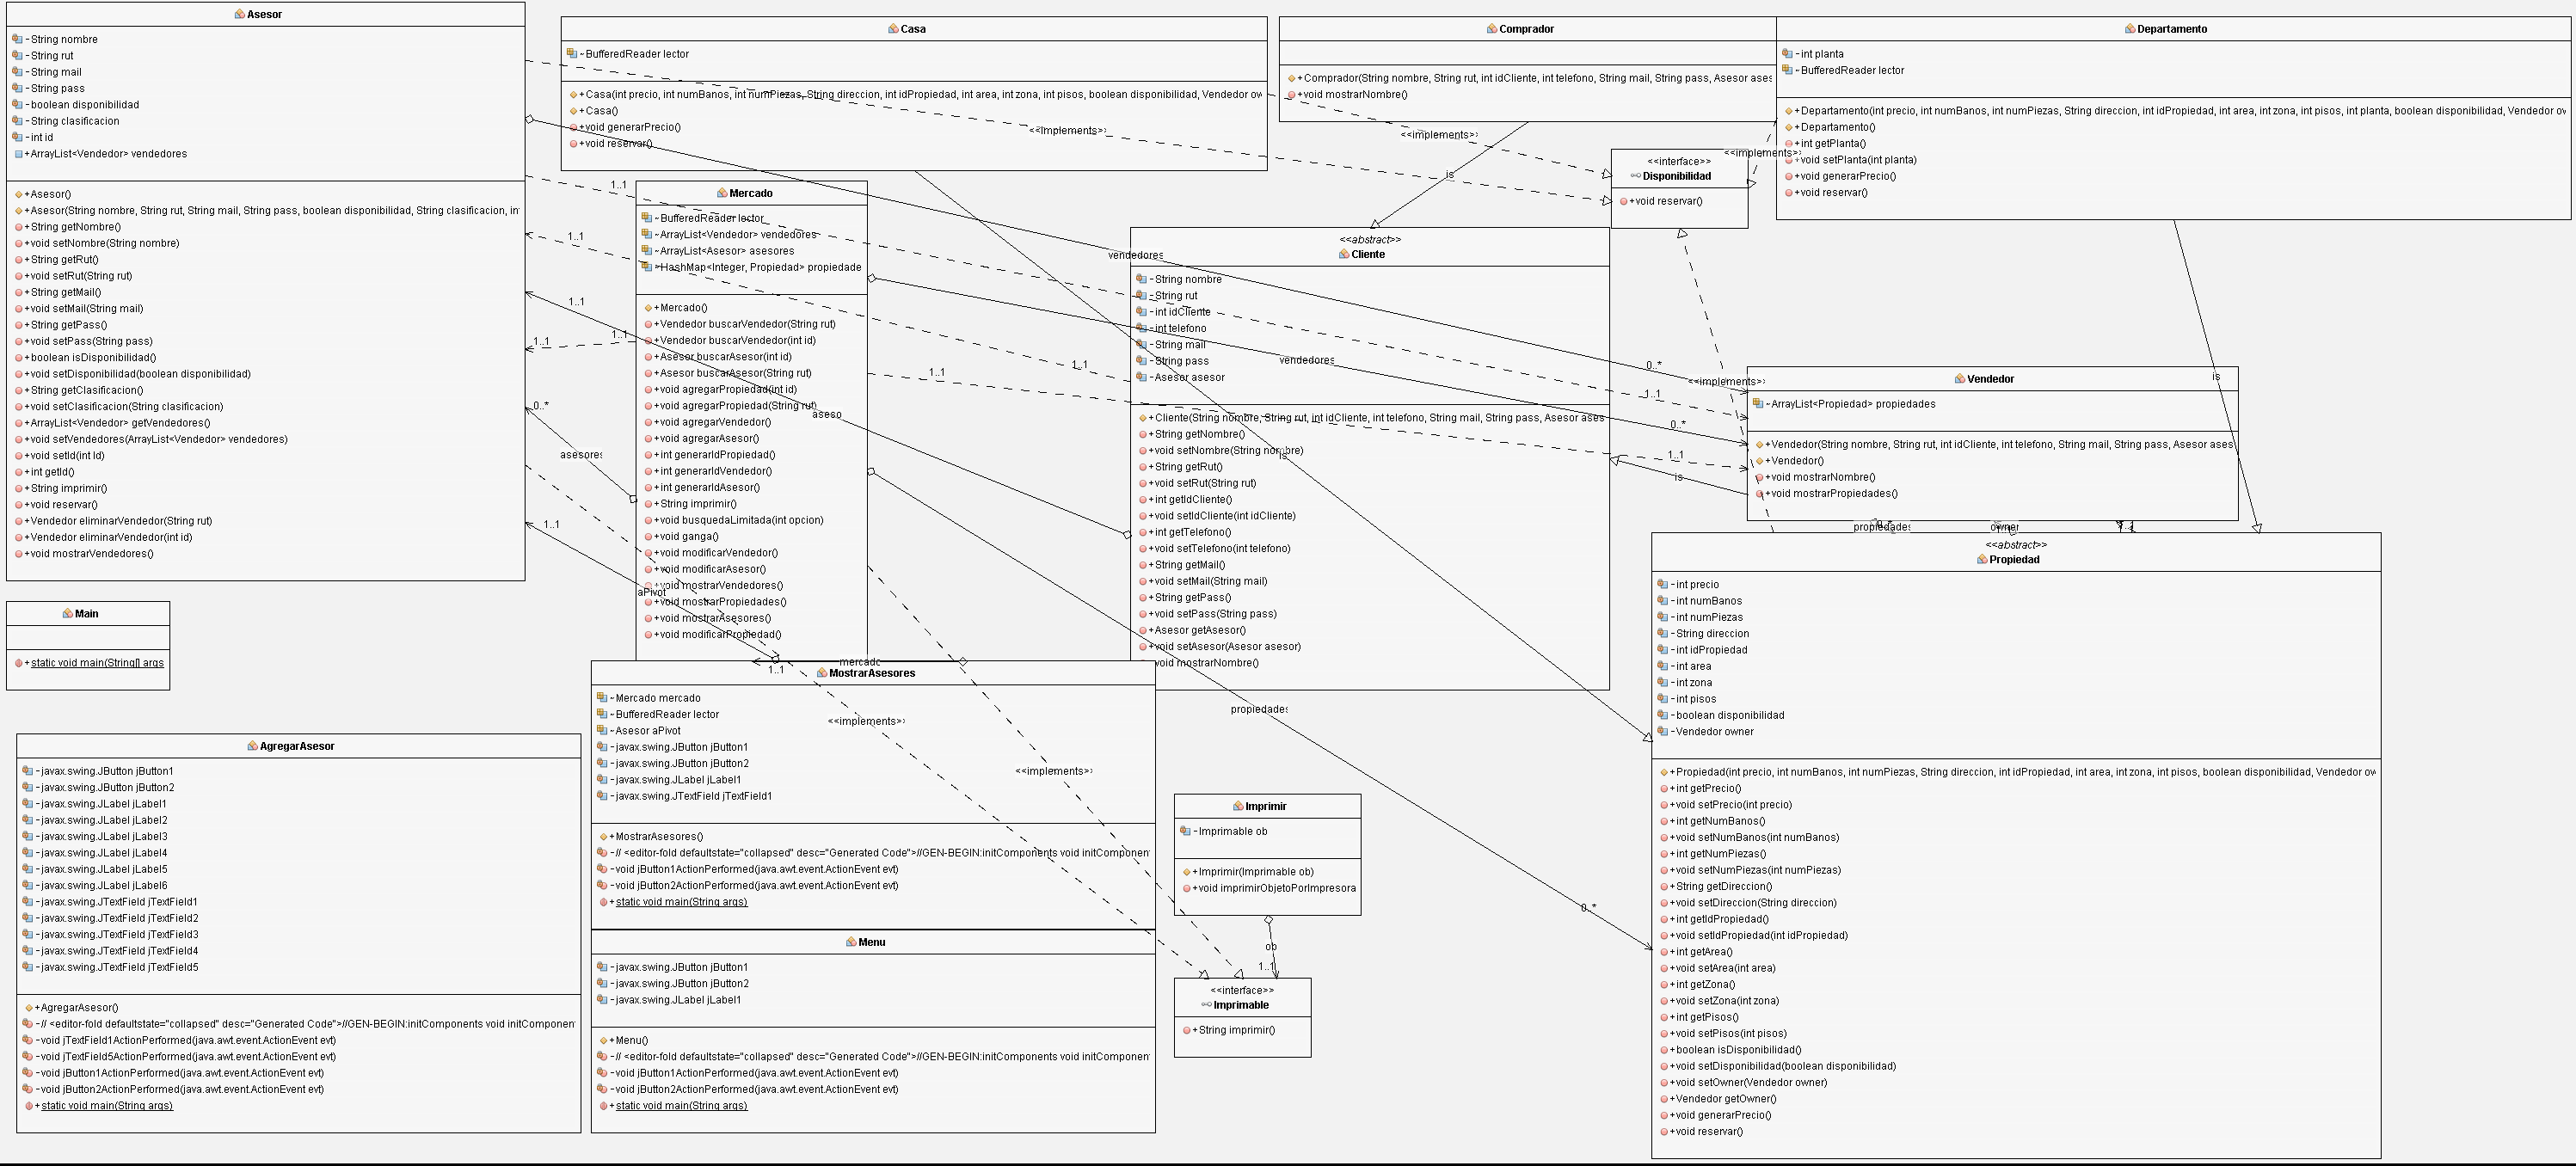 Asesor
-String nombre
-String rut
-String mail
-String pass
-boolean disponibilidad
-String clasificacion
-int id
+ArrayList<Vendedor> vendedores
+Asesor()
+Asesor(String nombre, String rut, String mail, String pass, boolean disponibilidad, String clasificacion, in
+String getNombre()
+void setNombre(String nombre)
+String getRut()
+void setRut(String rut)
+String getMail()
+void setMail(String mail)
+String getPass()
+void setPass(String pass)
+boolean isDisponibilidad()
+void setDisponibilidad(boolean disponibilidad)
+String getClasificacion()
+void setClasificacion(String clasificacion)
+ArrayList<Vendedor> getVendedores()
+void setVendedores(ArrayList<Vendedor> vendedores)
+void setId(int Id)
+int getId()
+String imprimir()
+void reservar()
+Vendedor eliminarVendedor(String rut)
+Vendedor eliminarVendedor(int id)
+void mostrarVendedores()
Casa
~BufferedReader lector
+Casa(int precio, int numBanos, int numPiezas, String direccion, int idPropiedad, int area, int zona, int pisos, boolean disponibilidad, Vendedor ow
+Casa()
+void generarPrecio()
+void reservar()
<<implements>>
Comprador
+Comprador(String nombre, String rut, int idCliente, int telefono, String mail, String pass, Asesor ases
+void mostrarNombre()
<<implements>>
is
Departamento
-int planta
~BufferedReader lector
+Departamento(int precio, int numBanos, int numPiezas, String direccion, int idPropiedad, int area, int zona, int pisos, int planta, boolean disponibilidad, Vendedor ov
+Departamento()
+int getPlanta()
+void setPlanta(int planta)
+void generarPrecio()
+void reservar()
<<implements>>
<<interface>>
Disponibilidad
+void reservar()
Mercado
~BufferedReader lector
~ArrayList<Vendedor> vendedores
~ArrayList<Asesor> asesores
~HashMap<Integer, Propiedad> propiedade
+Mercado()
+Vendedor buscarVendedor(String rut)
+Vendedor buscarVendedor(int id)
+Asesor buscarAsesor(int id)
+Asesor buscarAsesor(String rut)
+void agregarPropiedad(int id)
+void agregarPropiedad(String rut)
+void agregarVendedor()
+void agregarAsesor()
+int generarIdPropiedad()
+int generarIdVendedor()
+int generarIdAsesor()
+String imprimir()
+void busquedaLimitada(int opcion)
+void ganga()
+void modificarVendedor()
+void modificarAsesor()
+void mostrarVendedores()
+void mostrarPropiedades()
+void mostrarAsesores()
+void modificarPropiedad()
1..1
1..1
1..1
1..1
1..1
0..*
asesores
1..1
aPivot
aseso
1..1
1..1
vendedores
vendedores
<<abstract>>
Cliente
-String nombre
-String rut
-int idCliente
-int telefono
-String mail
-String pass
-Asesor asesor
+Cliente(String nombre, String rut, int idCliente, int telefono, String mail, String pass, Asesor ases
+String getNombre()
+void setNombre(String nombre)
+String getRut()
+void setRut(String rut)
+int getIdCliente()
+void setIdCliente(int idCliente)
+int getTelefono()
+void setTelefono(int telefono)
+String getMail()
+void setMail(String mail)
+String getPass()
+void setPass(String pass)
+Asesor getAsesor()
+void setAsesor(Asesor asesor)
void mostrarNombre()
is
0..*
<<implements>>
1..1
0..*
1..1
is
Vendedor
~ArrayList<Propiedad> propiedades
+Vendedor(String nombre, String rut, int idCliente, int telefono, String mail, String pass, Asesor ases
+Vendedor()
+void mostrarNombre()
+void mostrarPropiedades()
is
propiedades
owner
<<abstract>>
Propiedad
-int precio
-int numBanos
-int numPiezas
-String direccion
-int idPropiedad
-int area
-int zona
-int pisos
-boolean disponibilidad
-Vendedor owner
+Propiedad(int precio, int numBanos, int numPiezas, String direccion, int idPropiedad, int area, int zona, int pisos, boolean disponibilidad, Vendedor ow
+int getPrecio()
+void setPrecio(int precio)
+int getNumBanos()
+void setNumBanos(int numBanos)
+int getNumPiezas()
+void setNumPiezas(int numPiezas)
+String getDireccion()
+void setDireccion(String direccion)
+int getIdPropiedad()
+void setIdPropiedad(int idPropiedad)
+int getArea()
+void setArea(int area)
+int getZona()
+void setZona(int zona)
+int getPisos()
+void setPisos(int pisos)
+boolean isDisponibilidad()
+void setDisponibilidad(boolean disponibilidad)
+void setOwner(Vendedor owner)
+Vendedor getOwner()
+void generarPrecio()
+void reservar()
Main
+static void main(String[] args
mercado
1..1
MostrarAsesores
~Mercado mercado
~BufferedReader lector
~Asesor aPivot
-javax.swing.JButton jButton1
-javax.swing.JButton jButton2
-javax.swing.JLabel jLabel1
-javax.swing.JTextField jTextField1
+MostrarAsesores()
-// <editor-fold defaultstate="collapsed" desc="Generated Code">//GEN-BEGIN:initComponents void initComponen
-void jButton1ActionPerformed(java.awt.event.ActionEvent evt)
-void jButton2ActionPerformed(java.awt.event.ActionEvent evt)
+static void main(String args)
<<implements>>
<<implements>>
propiedades
0..*
AgregarAsesor
-javax.swing.JButton jButton1
-javax.swing.JButton jButton2
-javax.swing.JLabel jLabel1
-javax.swing.JLabel jLabel2
-javax.swing.JLabel jLabel3
-javax.swing.JLabel jLabel4
-javax.swing.JLabel jLabel5
-javax.swing.JLabel jLabel6
-javax.swing.JTextField jTextField1
-javax.swing.JTextField jTextField2
-javax.swing.JTextField jTextField3
-javax.swing.JTextField jTextField4
-javax.swing.JTextField jTextField5
+AgregarAsesor()
-// <editor-fold defaultstate="collapsed" desc="Generated Code">//GEN-BEGIN:initComponents void initComponen
-void jTextField1ActionPerformed(java.awt.event.ActionEvent evt)
-void jTextField5ActionPerformed(java.awt.event.ActionEvent evt)
-void jButton1ActionPerformed(java.awt.event.ActionEvent evt)
-void jButton2ActionPerformed(java.awt.event.ActionEvent evt)
+static void main(String args)
Menu
-javax.swing.JButton jButton1
-javax.swing.JButton jButton2
-javax.swing.JLabel jLabel1
+Menu()
-// <editor-fold defaultstate="collapsed" desc="Generated Code">//GEN-BEGIN:initComponents void initComponen
-void jButton1ActionPerformed(java.awt.event.ActionEvent evt)
-void jButton2ActionPerformed(java.awt.event.ActionEvent evt)
+static void main(String args)
Imprimir
-Imprimable ob
+Imprimir(Imprimable ob)
+void imprimirObjetoPorImpresora
ob
1..1
<<interface>>
Imprimable
+String imprimir()